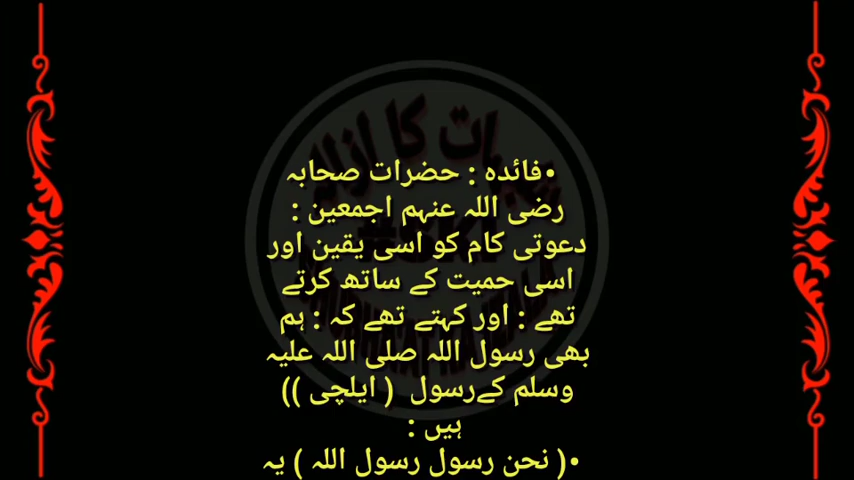 •فائدہ : حضرات صحابہ
رضی اللہ عنہم اجمعین :
دعوتی کام کو اسی یقین اور
اسی حمیت کے ساتھ کرتے
تھے : اور کہتے تھے کہ : ہم
بھی رسول اللہ صلی اللہ علیہ
وسلم کےرسول ( ایلچی ))
ہیں :
•( نحن رسول رسول اللہ ) یہ
کا ازالہ